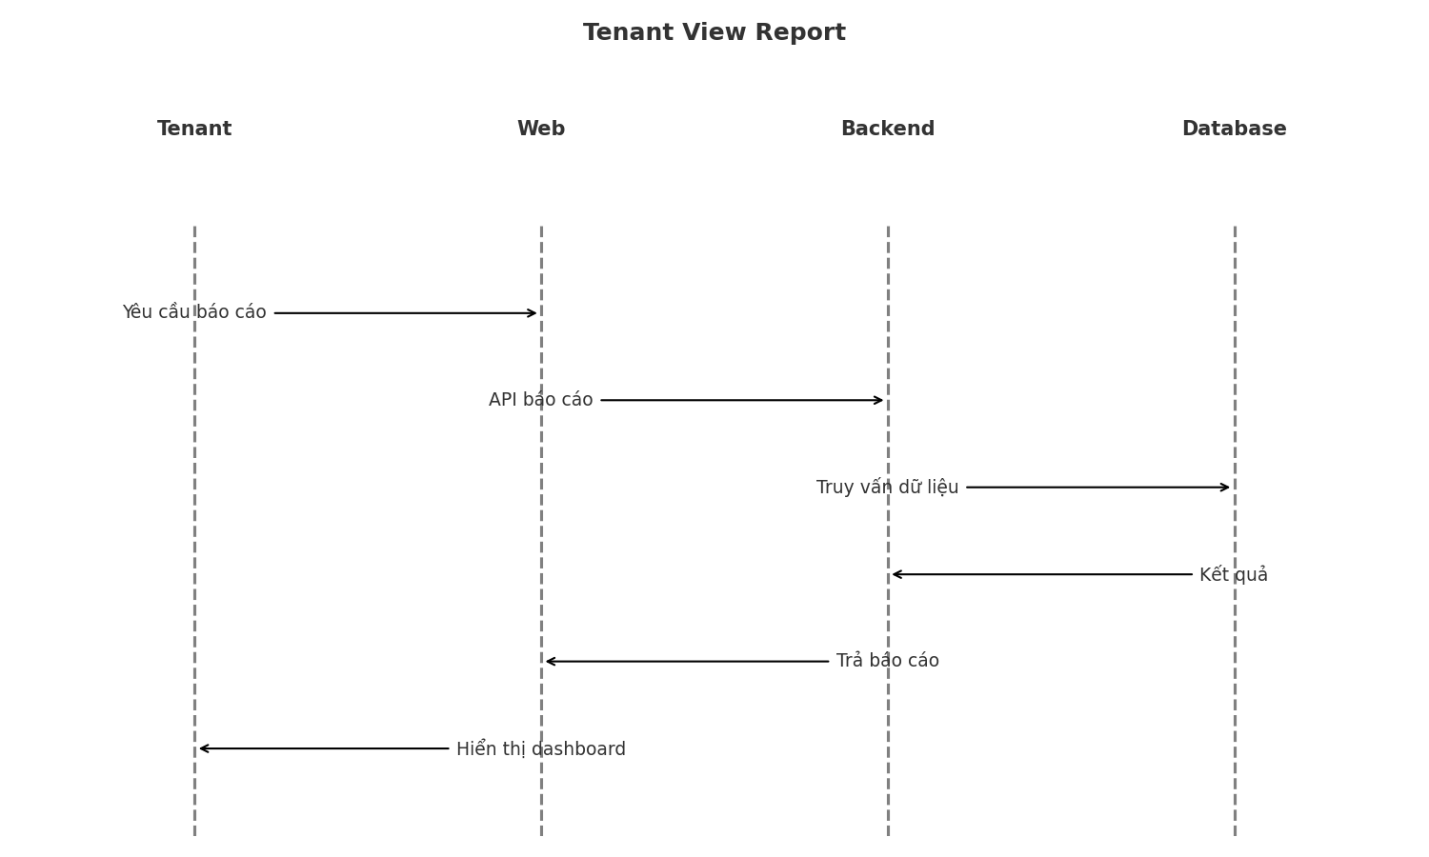 Tenant View Report
Tenant
Web
Backend
Database
Yêu cầu báo cáo
API báo cáo
Truy vấn dữ liệu
Kết quả
Trả báo cáo
Hiển thị dashboard